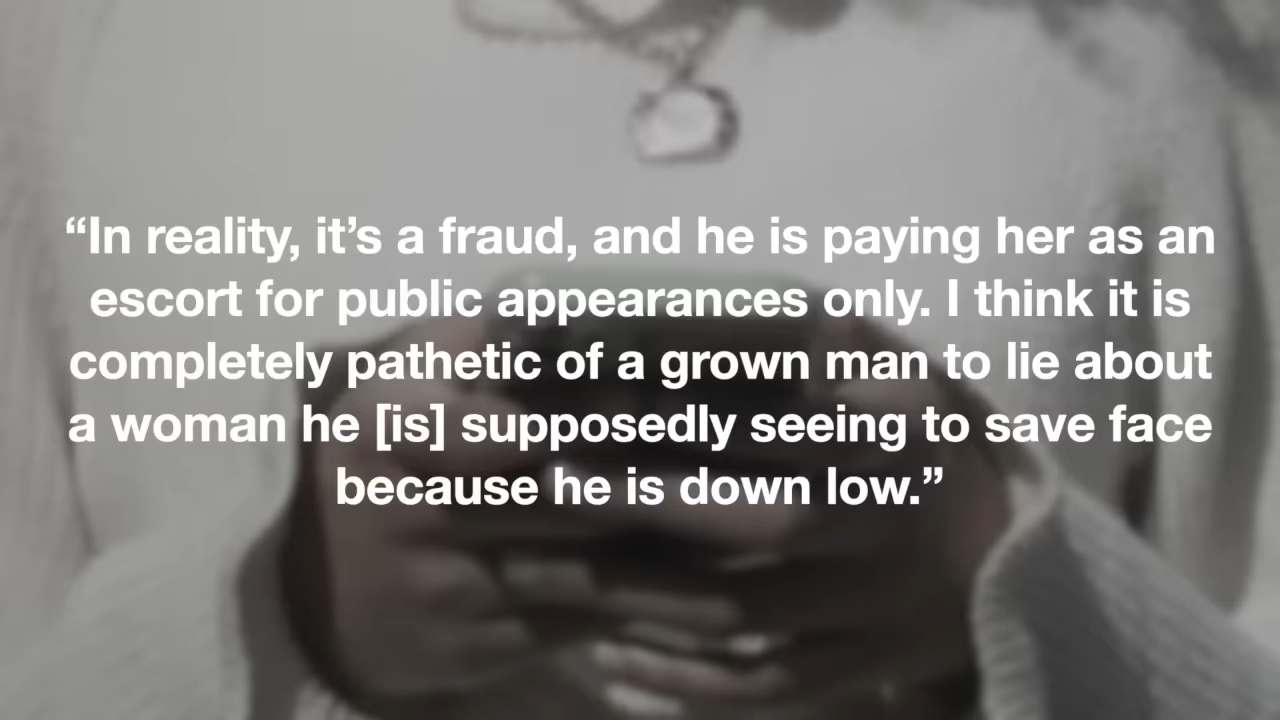 “In reality, it’s a fraud, and he is paying her as an
escort for public appearances only. I think it is
completely pathetic of a grown man to lie about
a woman he [is] supposedly seeing to save face
because he is down low.”